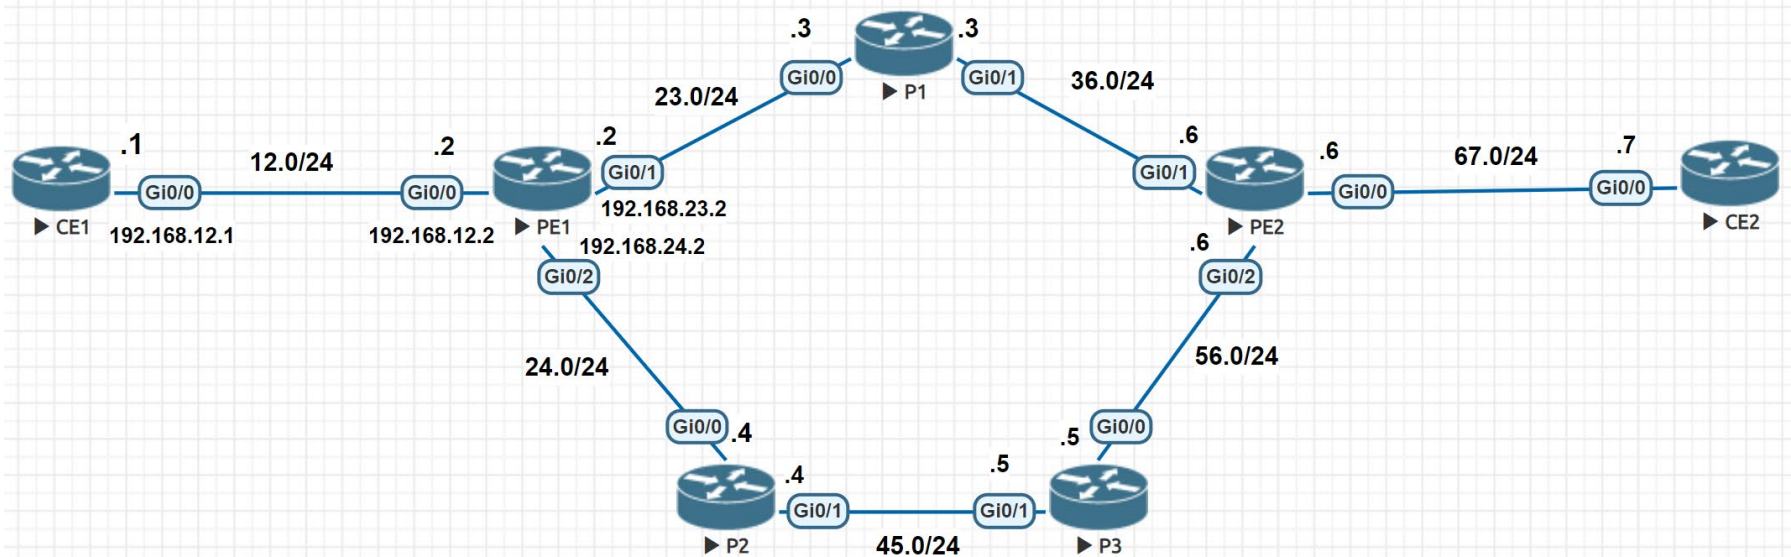 .3
.3
Gi0/0
Gi0/1
P1
23.0/24
36.0/24
.1
12.0/24
.2
.2
.6
.6
67.0/24
.7
Gi0/0
Gi0/0
Gi0/1
Gi0/1
Gi0/0
Gi0/0
CE1
192.168.12.1
192.168.12.2
PE1
192.168.23.2
PE2
CE2
192.168.24.2
.6
Gi0/2
Gi0/2
24.0/24
56.0/24
Gi0/0
.4
.5
Gi0/0
.4
.5
Gi0/1
Gi0/1
P2
45.0/24
P3